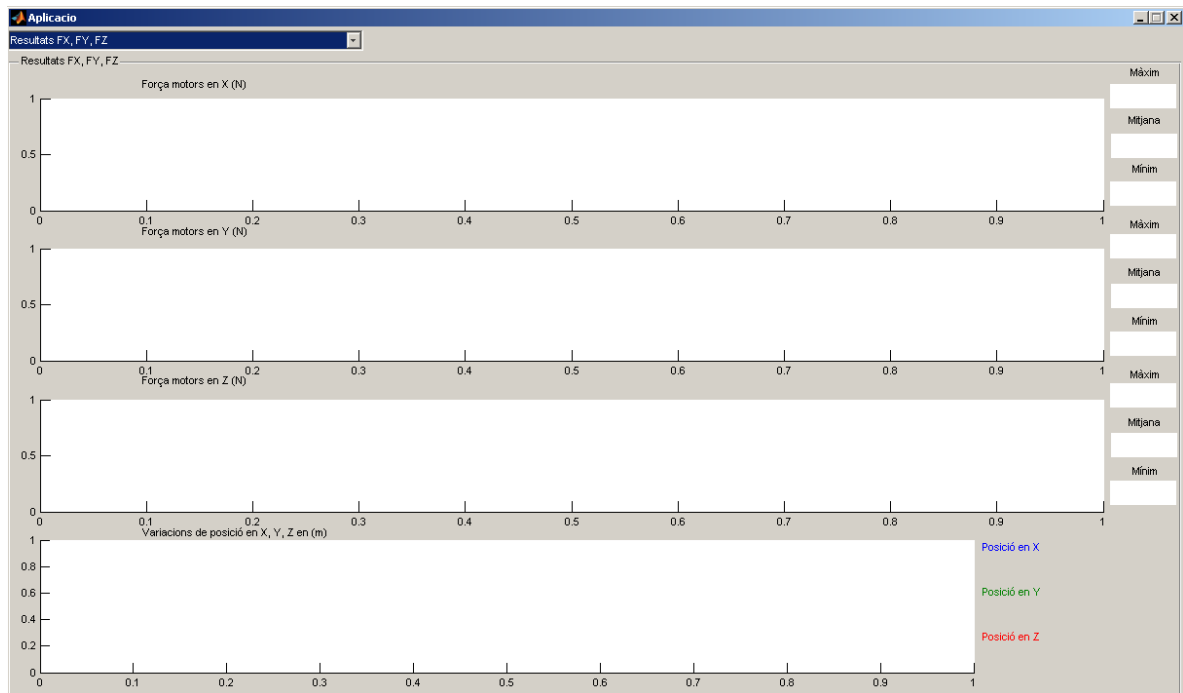 Aplicacio
Resultats FX, FY, FZ
Resultats FX, FY, FZ
Força motors en X (N)
Màxim
1
0.5
0
Mitjana
Mínim
0 0.1 0.2 0.3 0.4 0.5 0.6 0.7 0.8 0.9 1
Força motors en Y (N)
Màxim
1
0.5
0
Mitjana
Mínim
0 0.1 0.2 0.3 0.4 0.5 0.6 0.7 0.8 0.9 1
Força motors en Z (N)
Màxim
1
0.5
0
Mitjana
Mínim
0 0.1 0.2 0.3 0.4 0.5 0.6 0.7 0.8 0.9 1
Variacions de posició en X, Y, Z en (m)
1
0.8
0.6
0.4
0.2
0
Posició en X
Posició en Y
Posició en Z
0 0.1 0.2 0.3 0.4 0.5 0.6 0.7 0.8 0.9 1